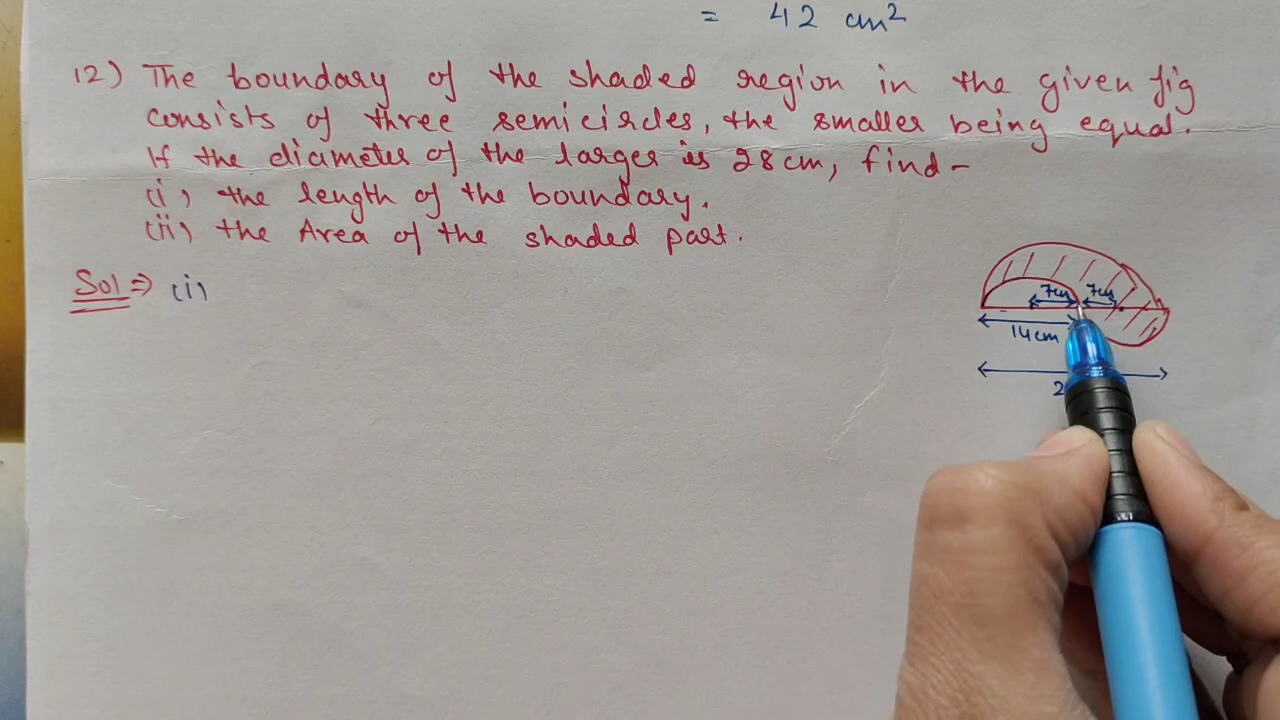 = 42 cm²
12) The boundary of the shaded region in the given fig
consists of three semicircles, the smaller being equal.
If the diameter of the larger is 28cm, find -
(i) the length of the boundary.
(ii) the Area of the shaded part.
Sol ⇒ (i)
7cm 7cm
14cm
2